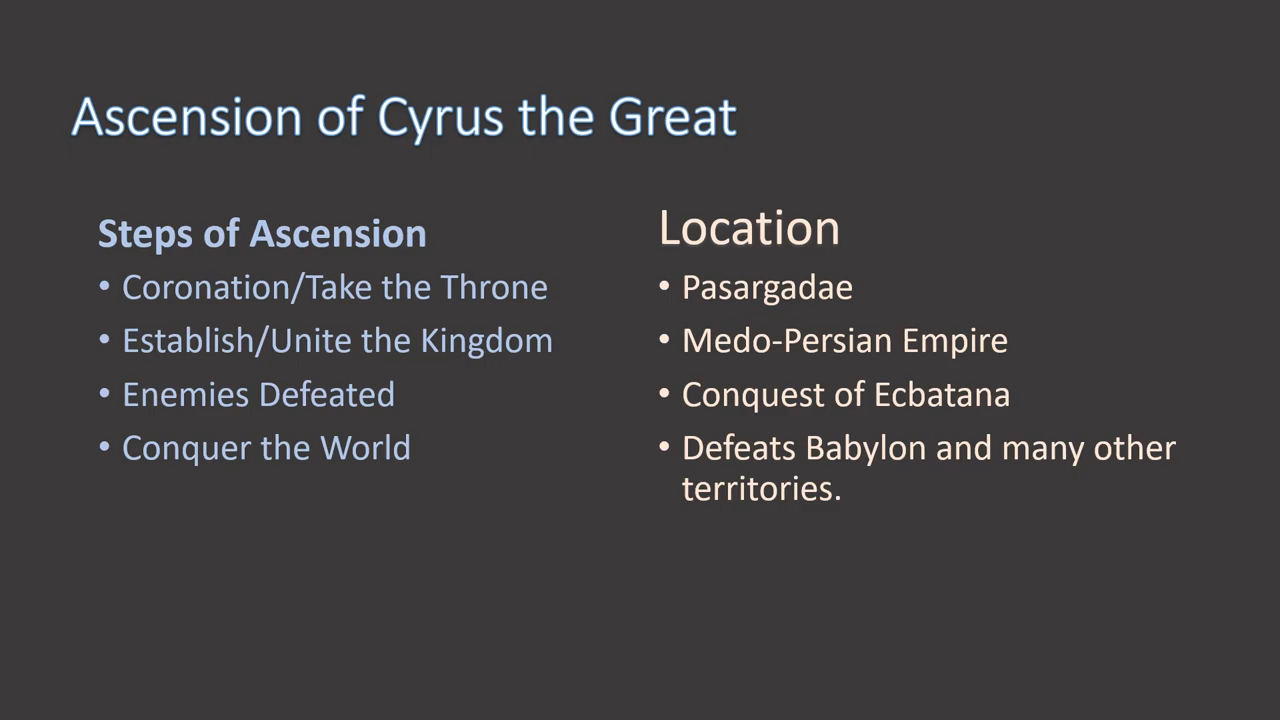 Ascension of Cyrus the Great
Steps of Ascension
• Coronation/Take the Throne
• Establish/Unite the Kingdom
• Enemies Defeated
• Conquer the World
Location
• Pasargadae
• Medo-Persian Empire
• Conquest of Ecbatana
• Defeats Babylon and many other
territories.